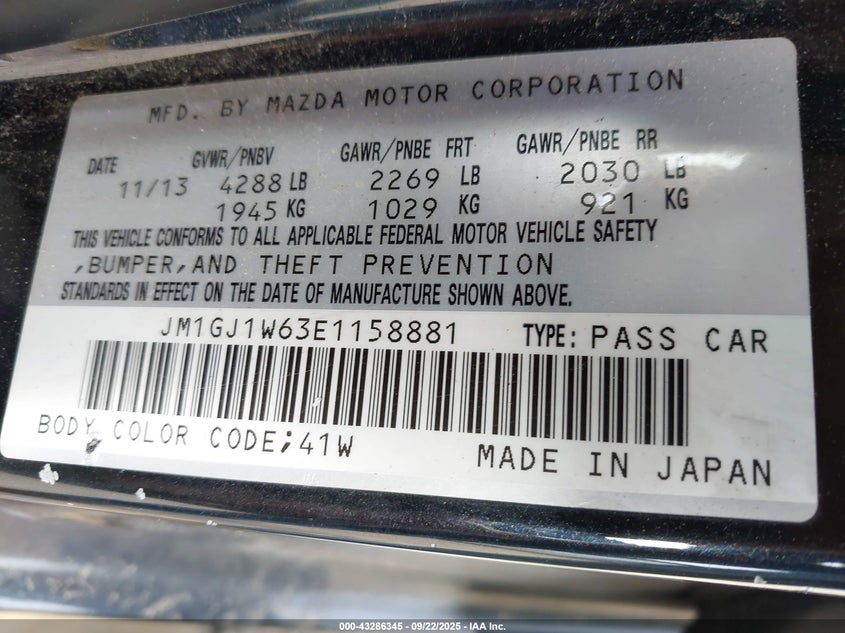 MFD. BY MAZDA MOTOR CORPORATION
DATE GVWR/PNBV GAWR/PNBE FRT GAWR/PNBE RR
11/13 4288 LB 2269 LB 2030 LB
1945 KG 1029 KG 921 KG
THIS VEHICLE CONFORMS TO ALL APPLICABLE FEDERAL MOTOR VEHICLE SAFETY
,BUMPER,AND THEFT PREVENTION
STANDARDS IN EFFECT ON THE DATE OF MANUFACTURE SHOWN ABOVE.
JM1GJ1W63E1158881 TYPE: PASS CAR
BODY COLOR CODE;41W MADE IN JAPAN
000-43286345 - 09/22/2025 - IAA Inc.